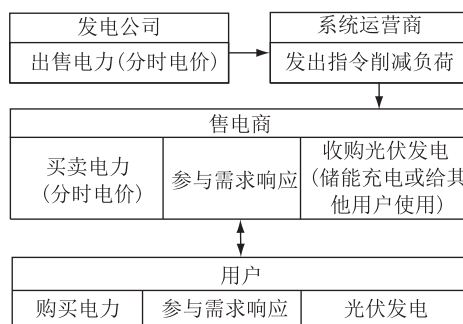 发电公司
出售电力(分时电价)
系统运营商
发出指令削减负荷
售电商
买卖电力
(分时电价)
参与需求响应
收购光伏发电
(储能充电或给其
他用户使用)
用户
购买电力
参与需求响应
光伏发电